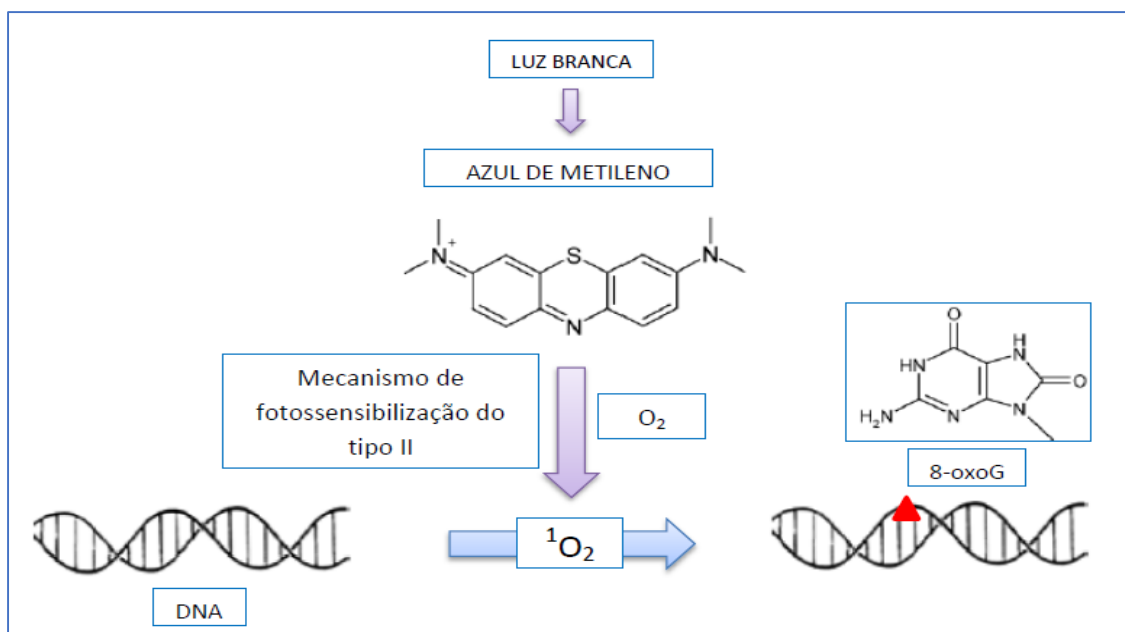 LUZ BRANCA
AZUL DE METILENO
N⁺
S
N
N
Mecanismo de
fotossensibilização do
tipo II
O₂
O
H
N
HN
O
H₂N
N
N
8-oxoG
¹O₂
DNA